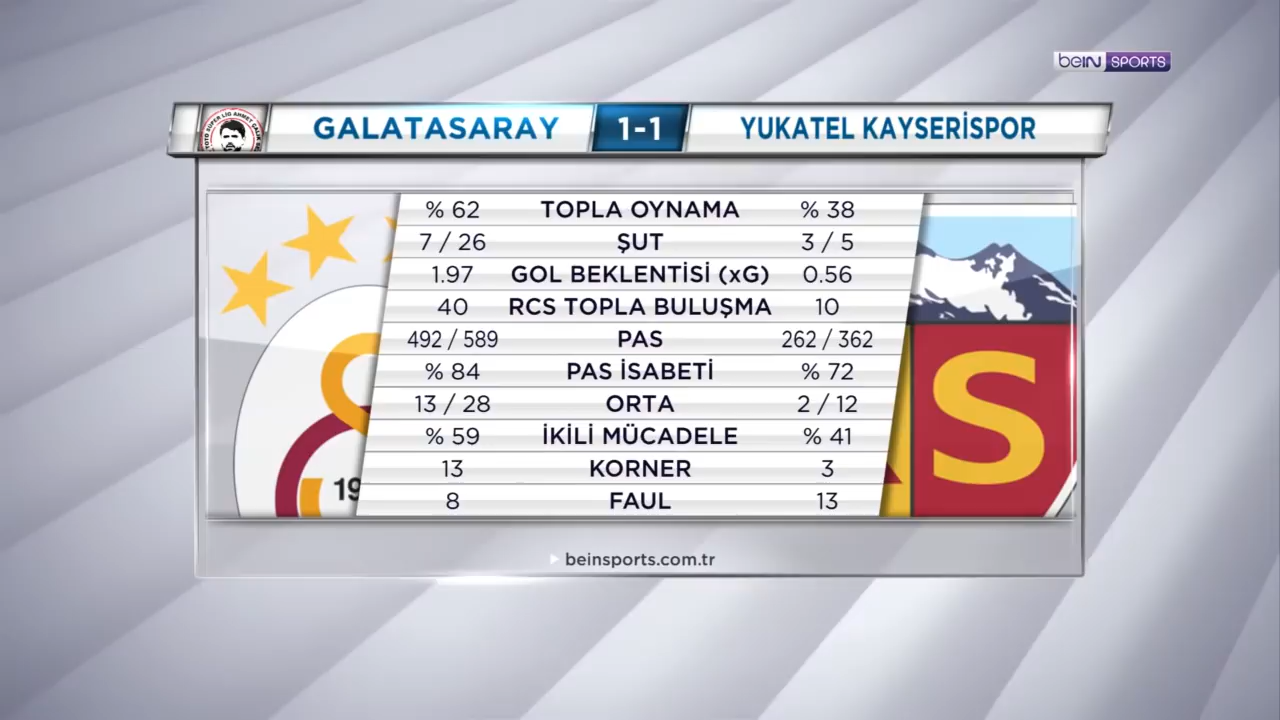 beIN SPORTS
GALATASARAY 1-1 YUKATEL KAYSERİSPOR
% 62 TOPLA OYNAMA % 38
7 / 26 ŞUT 3 / 5
1.97 GOL BEKLENTİSİ (xG) 0.56
40 RCS TOPLA BULUŞMA 10
492 / 589 PAS 262 / 362
% 84 PAS İSABETİ % 72
13 / 28 ORTA 2 / 12
% 59 İKİLİ MÜCADELE % 41
13 KORNER 3
8 FAUL 13
19
S
beinsports.com.tr